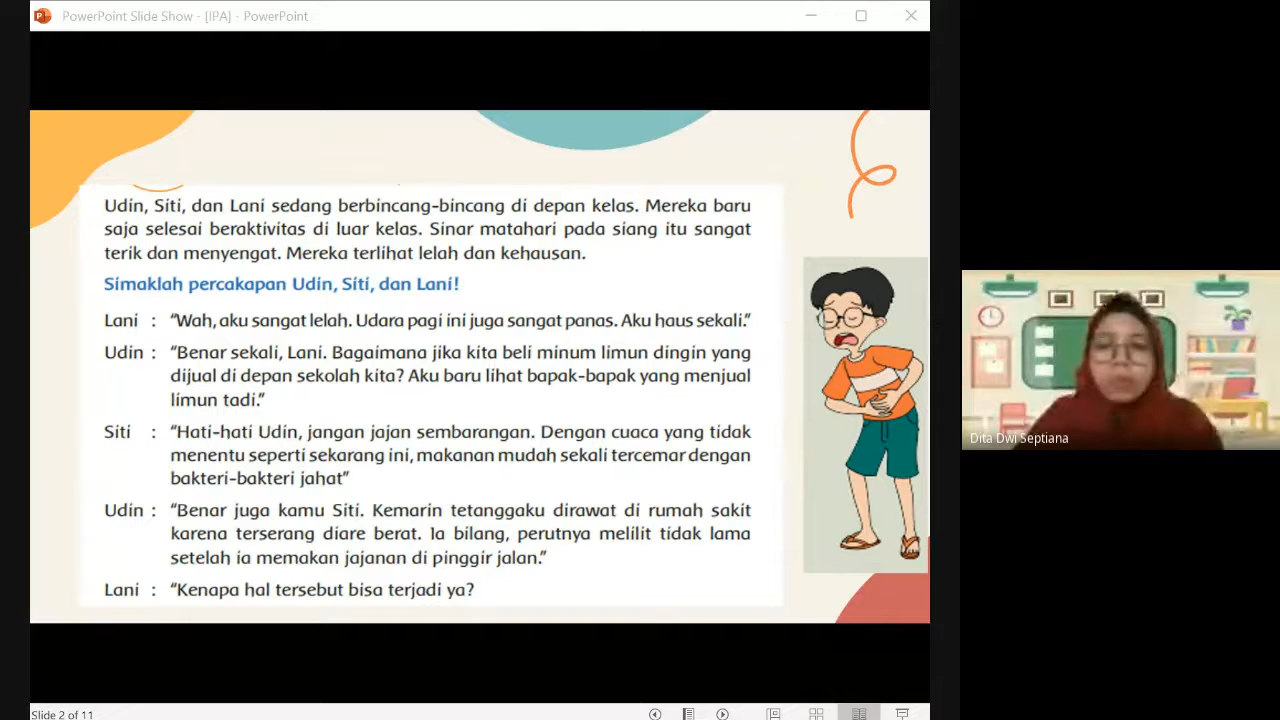 PowerPoint Slide Show - [IPA] - PowerPoint
Udin, Siti, dan Lani sedang berbincang-bincang di depan kelas. Mereka baru
saja selesai beraktivitas di luar kelas. Sinar matahari pada siang itu sangat
terik dan menyengat. Mereka terlihat lelah dan kehausan.
Simaklah percakapan Udin, Siti, dan Lani!
Lani : “Wah, aku sangat lelah. Udara pagi ini juga sangat panas. Aku haus sekali.”
Udin : “Benar sekali, Lani. Bagaimana jika kita beli minum limun dingin yang
dijual di depan sekolah kita? Aku baru lihat bapak-bapak yang menjual
limun tadi.”
Siti : “Hati-hati Udin, jangan jajan sembarangan. Dengan cuaca yang tidak
menentu seperti sekarang ini, makanan mudah sekali tercemar dengan
bakteri-bakteri jahat”
Udin : “Benar juga kamu Siti. Kemarin tetanggaku dirawat di rumah sakit
karena terserang diare berat. Ia bilang, perutnya melilit tidak lama
setelah ia memakan jajanan di pinggir jalan.”
Lani : “Kenapa hal tersebut bisa terjadi ya?
Dita Dwi Septiana
Slide 2 of 11